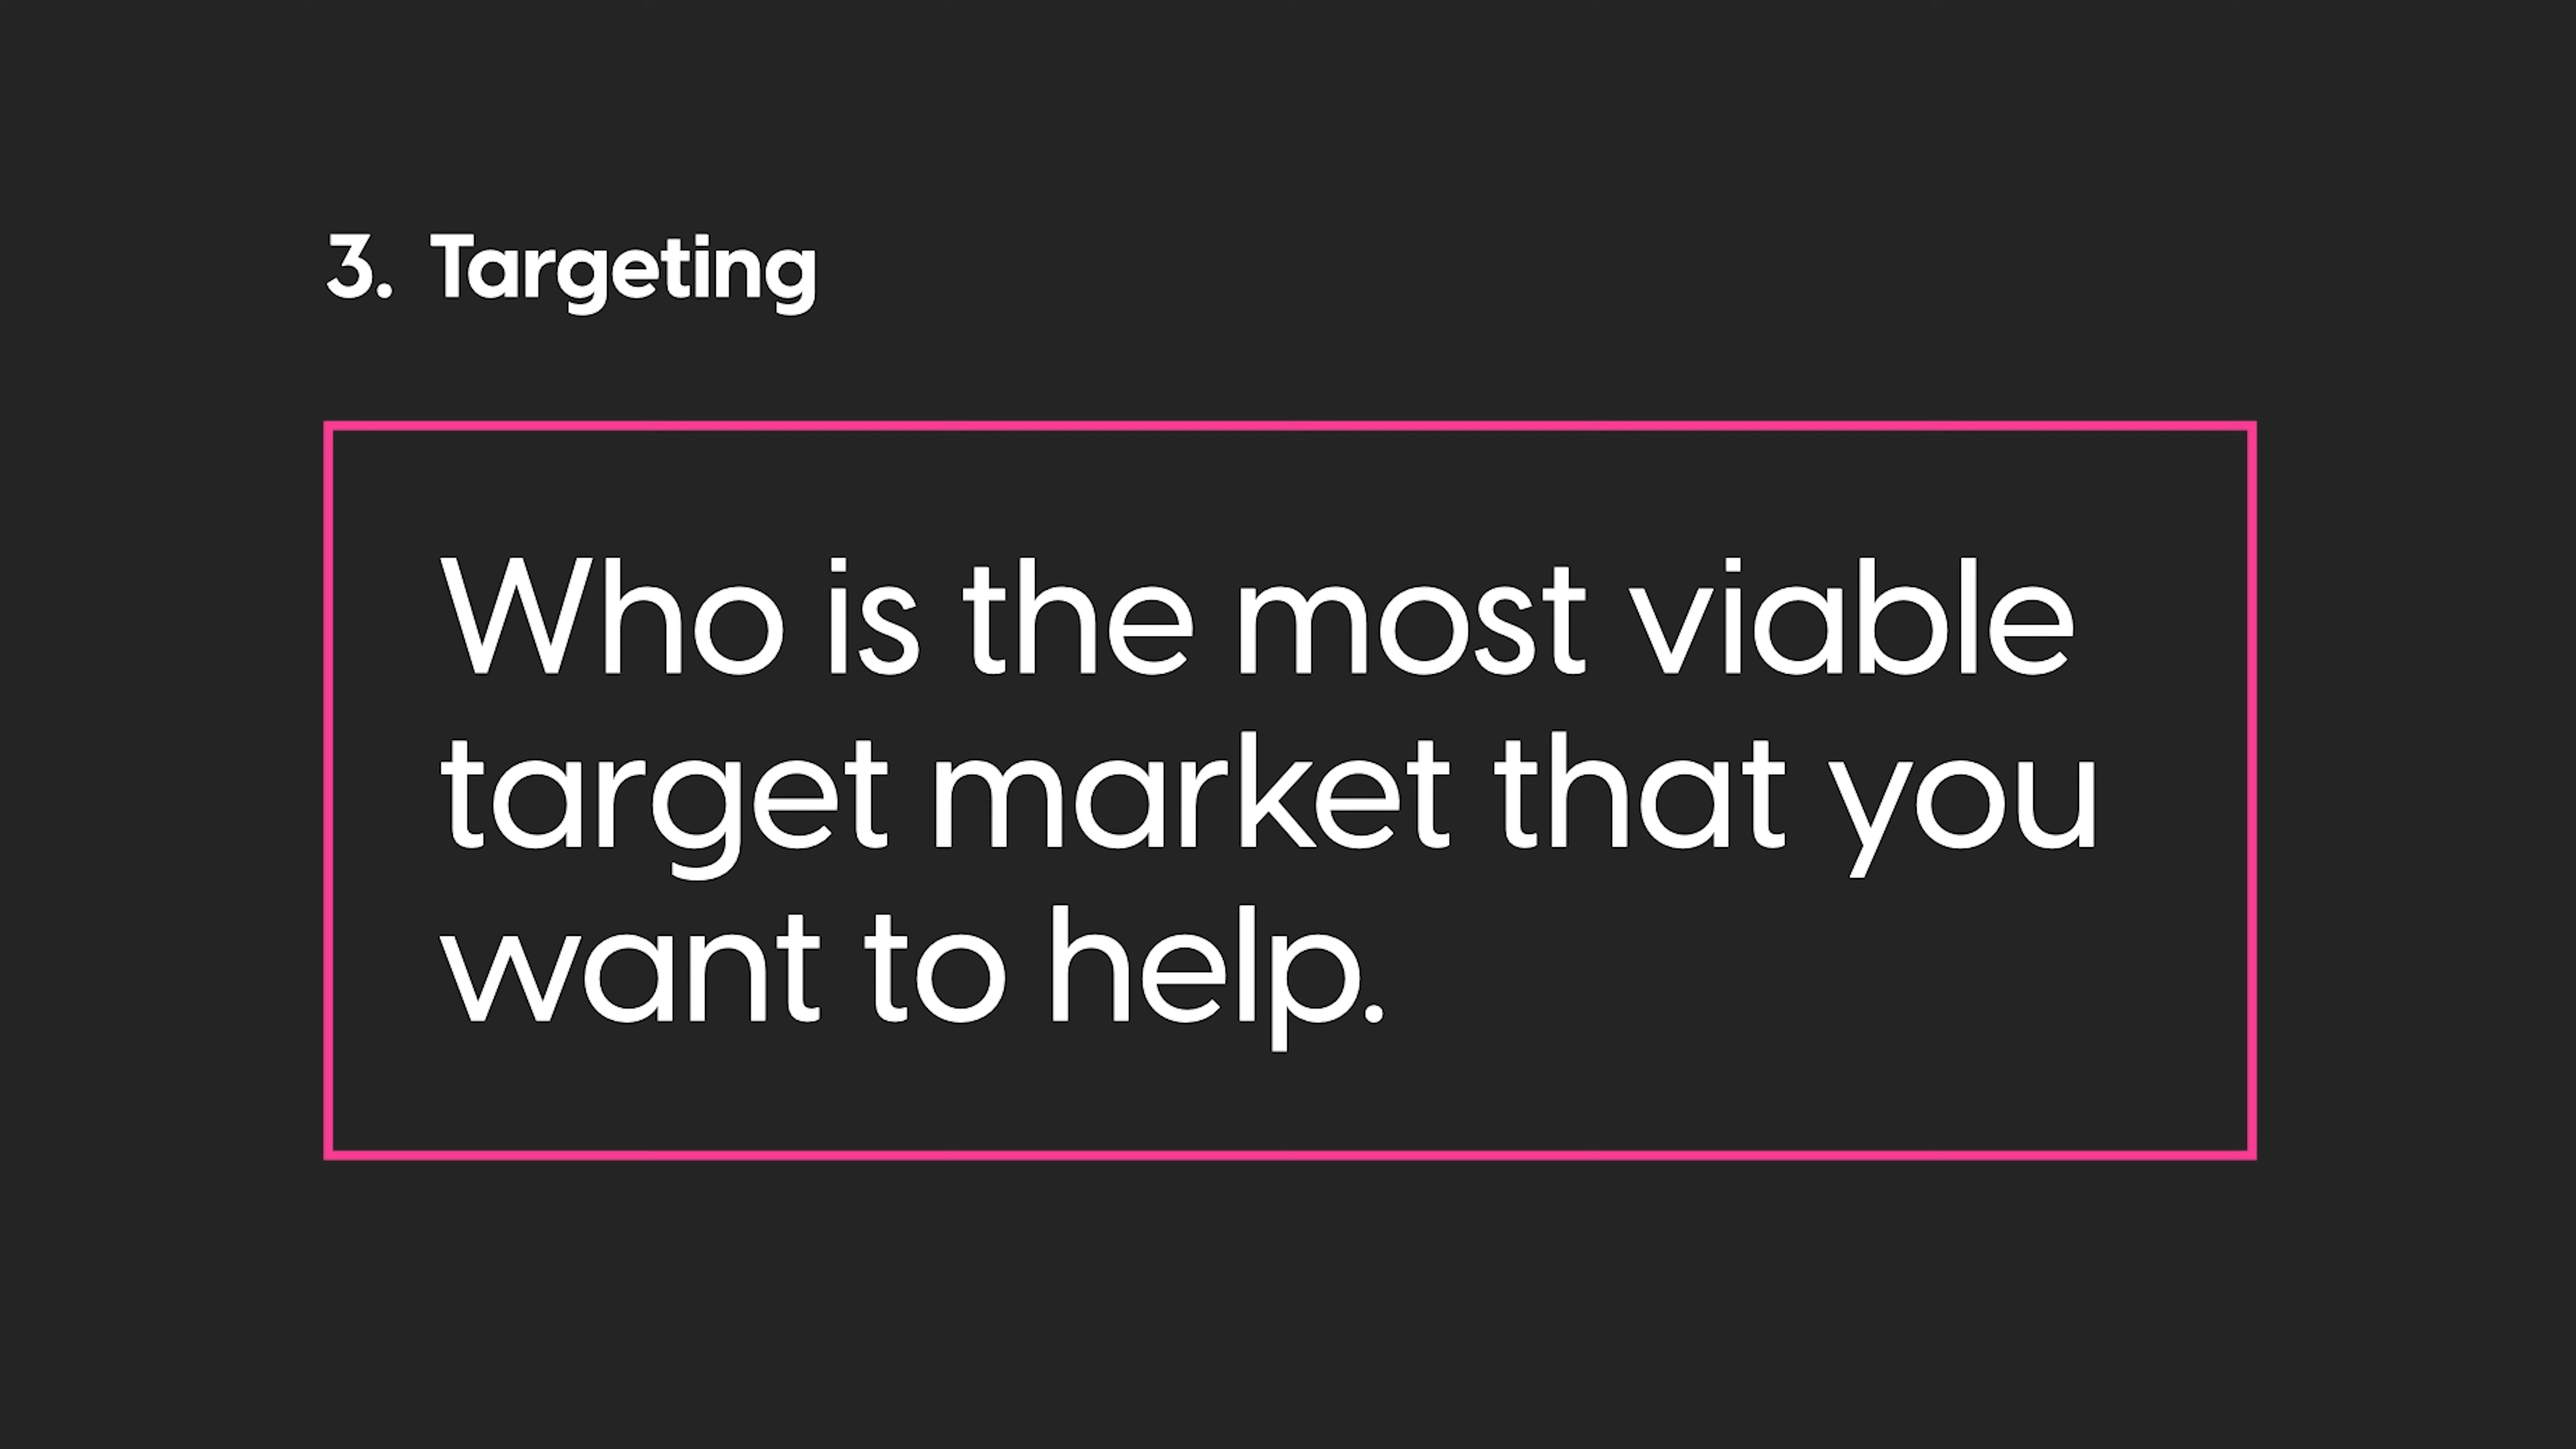 3. Targeting
Who is the most viable
target market that you
want to help.